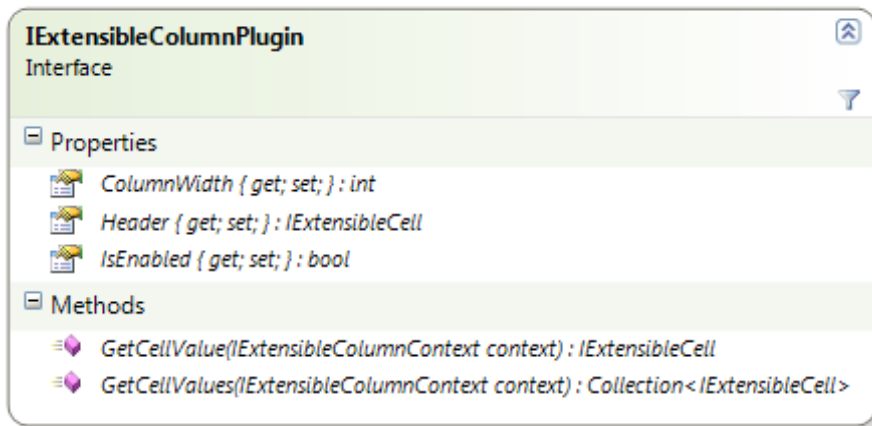 IExtensibleColumnPlugin
Interface
Properties
ColumnWidth { get; set; } : int
Header { get; set; } : IExtensibleCell
IsEnabled { get; set; } : bool
Methods
GetCellValue(IExtensibleColumnContext context) : IExtensibleCell
GetCellValues(IExtensibleColumnContext context) : Collection<IExtensibleCell>